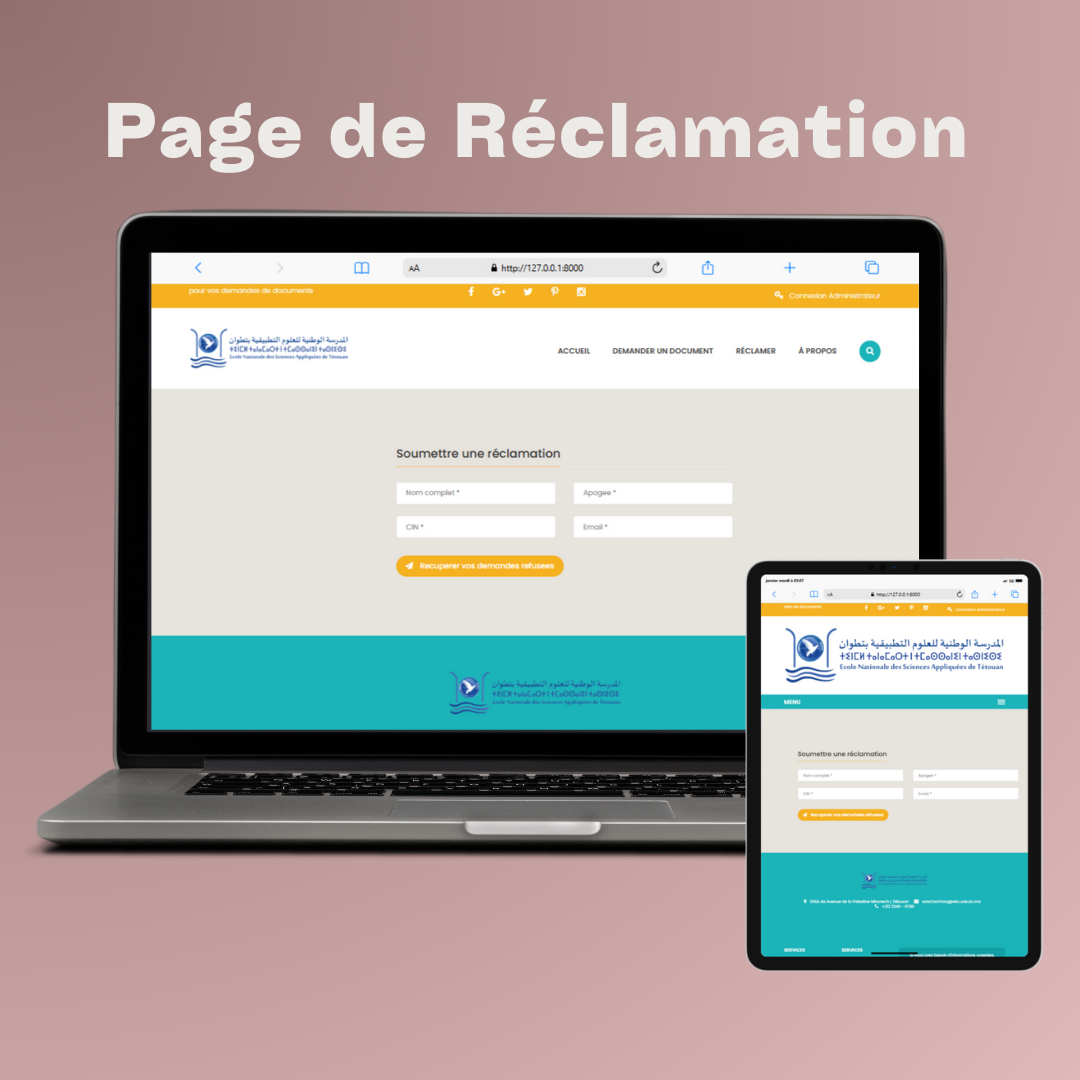 Page de Réclamation
AA
http://127.0.0.1:8000
pour vos demandes de documents
G+
Connexion Administrateur
المدرسة الوطنية للعلوم التطبيقية بتطوان
Ecole Nationale des Sciences Appliquées de Tétouan
ACCUEIL
DEMANDER UN DOCUMENT
RÉCLAMER
À PROPOS
Soumettre une réclamation
Nom complet *
Apogee *
CIN *
Email *
Recuperer vos demandes refusees
المدرسة الوطنية للعلوم التطبيقية بتطوان
Ecole Nationale des Sciences Appliquées de Tétouan
AA
http://127.0.0.1:8000
Connexion Administrateur
المدرسة الوطنية للعلوم التطبيقية بتطوان
Ecole Nationale des Sciences Appliquées de Tétouan
MENU
Soumettre une réclamation
Nom complet *
Apogee *
CIN *
Email *
Recuperer vos demandes refusees
SERVICES
SERVICES